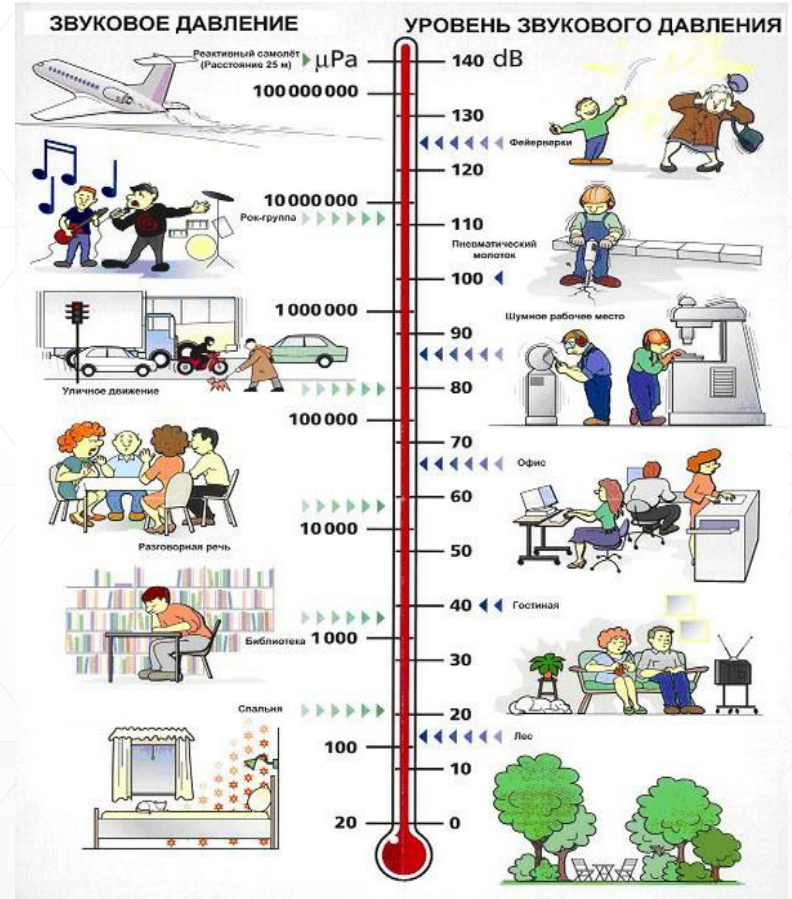 ЗВУКОВОЕ ДАВЛЕНИЕ
УРОВЕНЬ ЗВУКОВОГО ДАВЛЕНИЯ
Реактивный самолёт
(Расстояние 25 м)
µPa
140 dB
100 000 000
130
Фейерверки
120
10 000 000
Рок-группа
110
Пневматический
молоток
100
1 000 000
Шумное рабочее место
90
Уличное движение
80
100 000
70
Офис
60
10 000
Разговорная речь
50
40
Гостиная
Библиотека
1 000
30
Спальня
20
Лес
100
10
20
0